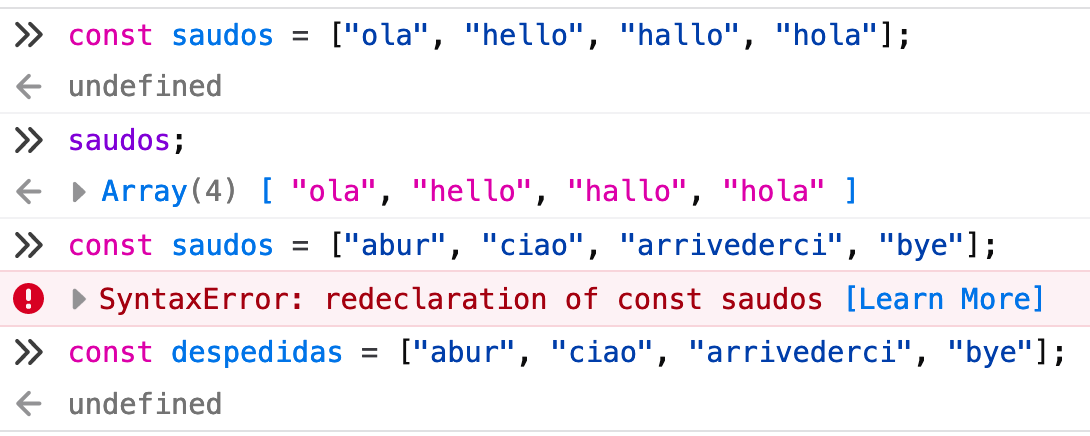 const saudos = ["ola", "hello", "hallo", "hola"];
undefined
saudos;
Array(4) [ "ola", "hello", "hallo", "hola" ]
const saudos = ["abur", "ciao", "arrivederci", "bye"];
SyntaxError: redeclaration of const saudos [Learn More]
const despedidas = ["abur", "ciao", "arrivederci", "bye"];
undefined